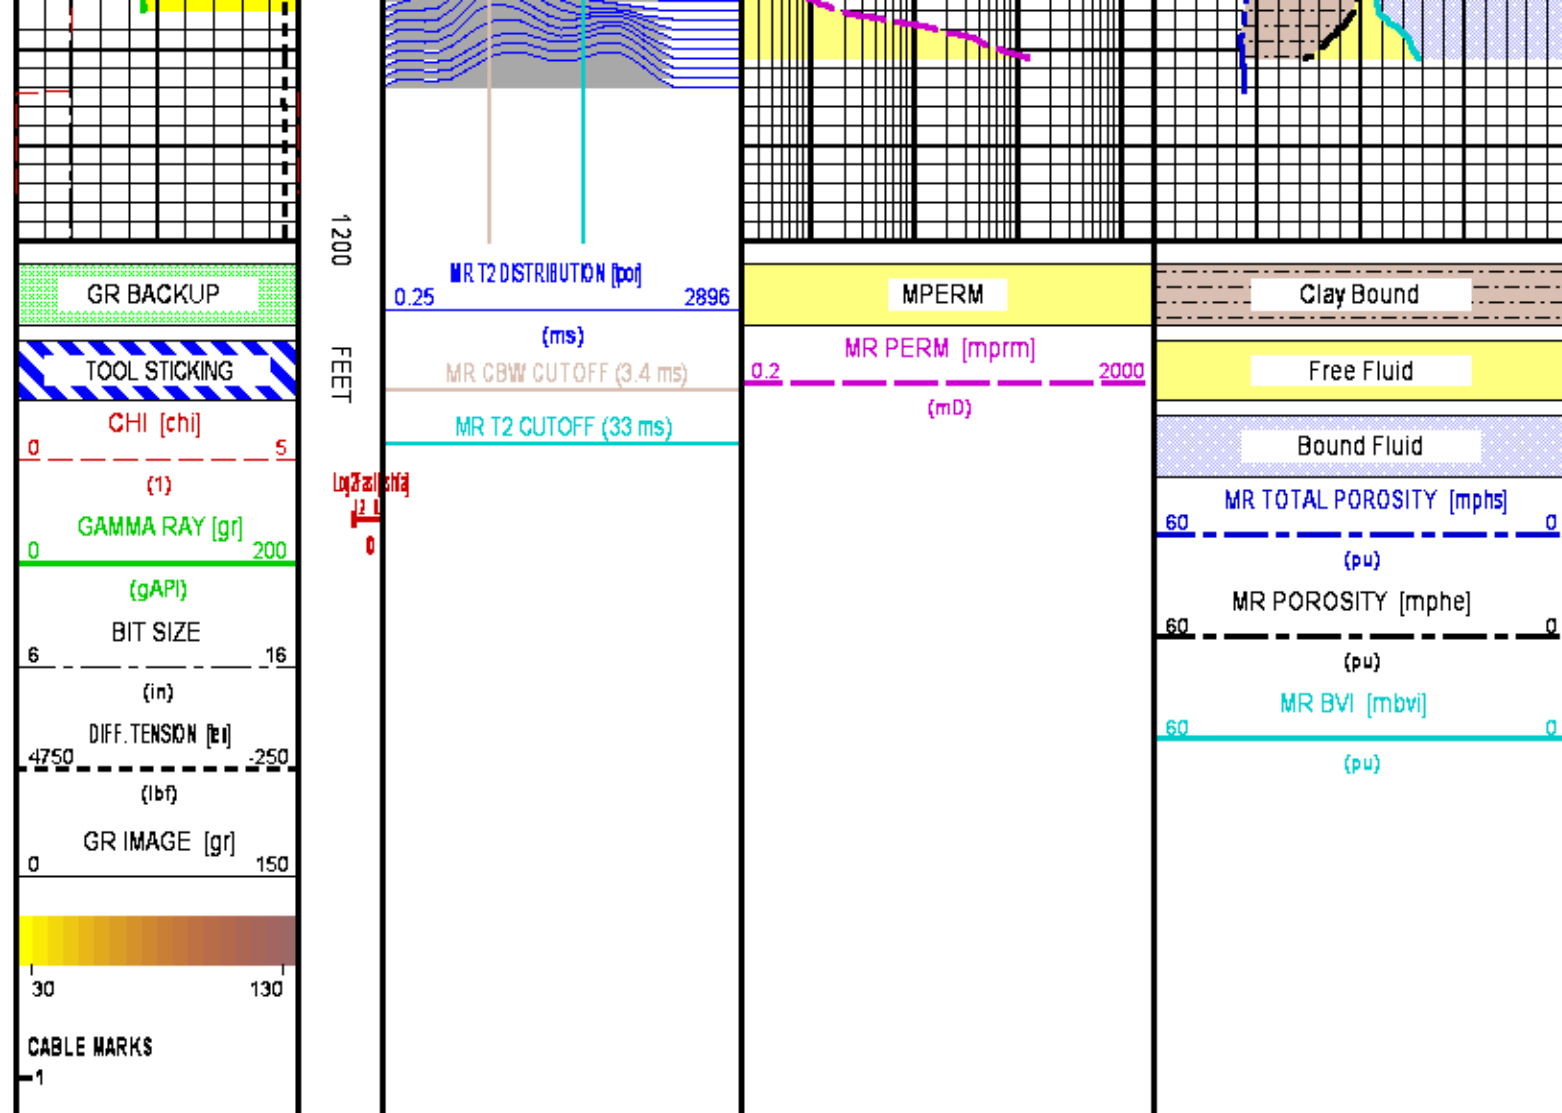 GR BACKUP
TOOL STICKING
CHI [chi]
0 5
(1)
GAMMA RAY [gr]
0 200
(gAPI)
BIT SIZE
6 16
(in)
DIFF. TENSION
-4750 -250
(lbf)
GR IMAGE [gr]
0 150
30 130
CABLE MARKS
1
1200
FEET
0
MR T2 DISTRIBUTION [tpor]
0.25 2896
(ms)
MR CBW CUTOFF (3.4 ms)
MR T2 CUTOFF (33 ms)
MPERM
MR PERM [mprm]
0.2 2000
(mD)
Clay Bound
Free Fluid
Bound Fluid
MR TOTAL POROSITY [mphs]
60 0
(pu)
MR POROSITY [mphe]
60 0
(pu)
MR BVI [mbvi]
60 0
(pu)